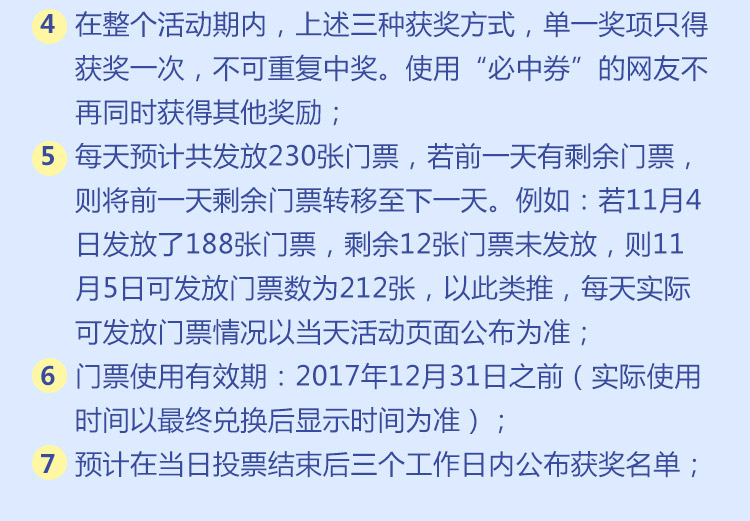 4 在整个活动期内，上述三种获奖方式，单一奖项只得
获奖一次，不可重复中奖。使用“必中券”的网友不
再同时获得其他奖励；
5 每天预计共发放230张门票，若前一天有剩余门票，
则将前一天剩余门票转移至下一天。例如：若11月4
日发放了188张门票，剩余12张门票未发放，则11
月5日可发放门票数为212张，以此类推，每天实际
可发放门票情况以当天活动页面公布为准；
6 门票使用有效期：2017年12月31日之前（实际使用
时间以最终兑换后显示时间为准）；
7 预计在当日投票结束后三个工作日内公布获奖名单；